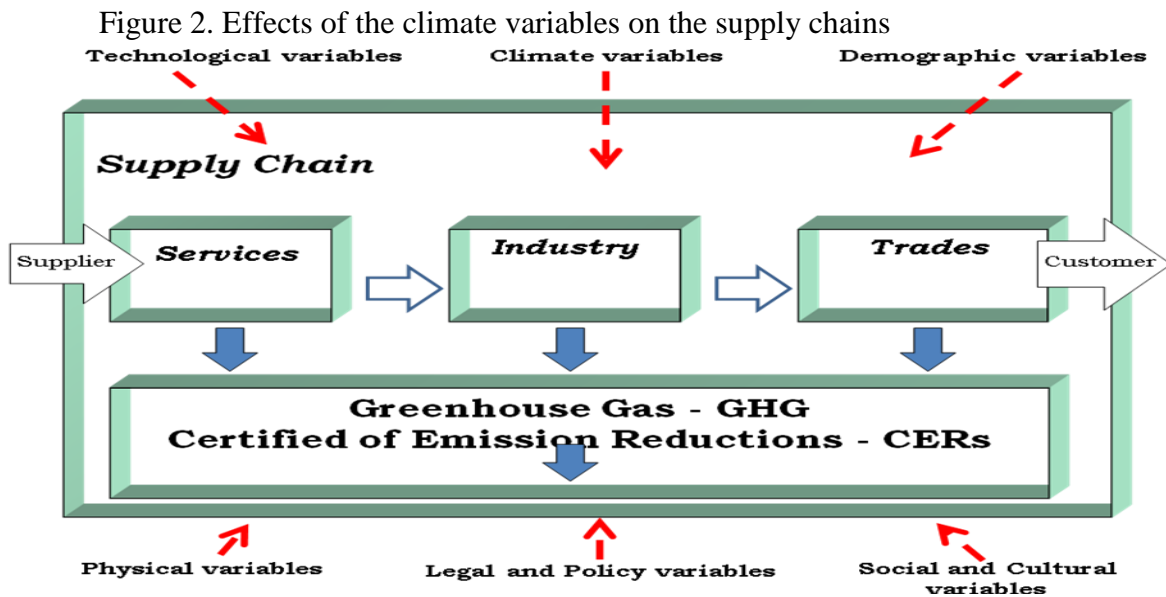 Figure 2. Effects of the climate variables on the supply chains
Technological variables
Climate variables
Demographic variables
Supply Chain
Supplier
Services
Industry
Trades
Customer
Greenhouse Gas - GHG
Certified of Emission Reductions - CERs
Physical variables
Legal and Policy variables
Social and Cultural
variables